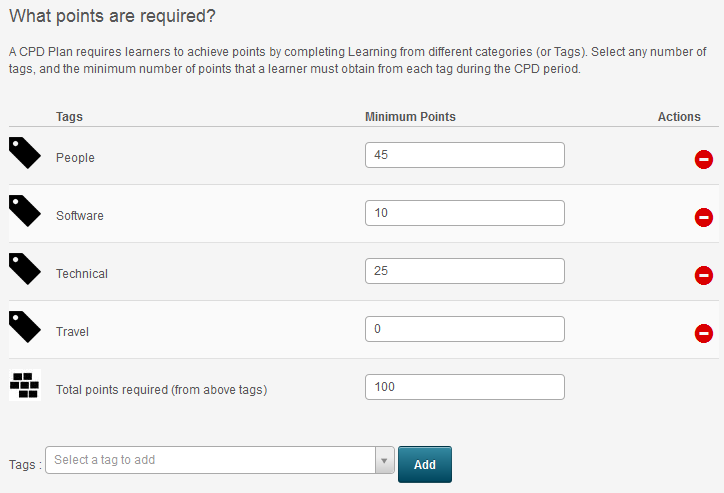 What points are required?
A CPD Plan requires learners to achieve points by completing Learning from different categories (or Tags). Select any number of
tags, and the minimum number of points that a learner must obtain from each tag during the CPD period.
Tags Minimum Points Actions
People 45
Software 10
Technical 25
Travel 0
Total points required (from above tags) 100
Tags : Select a tag to add Add